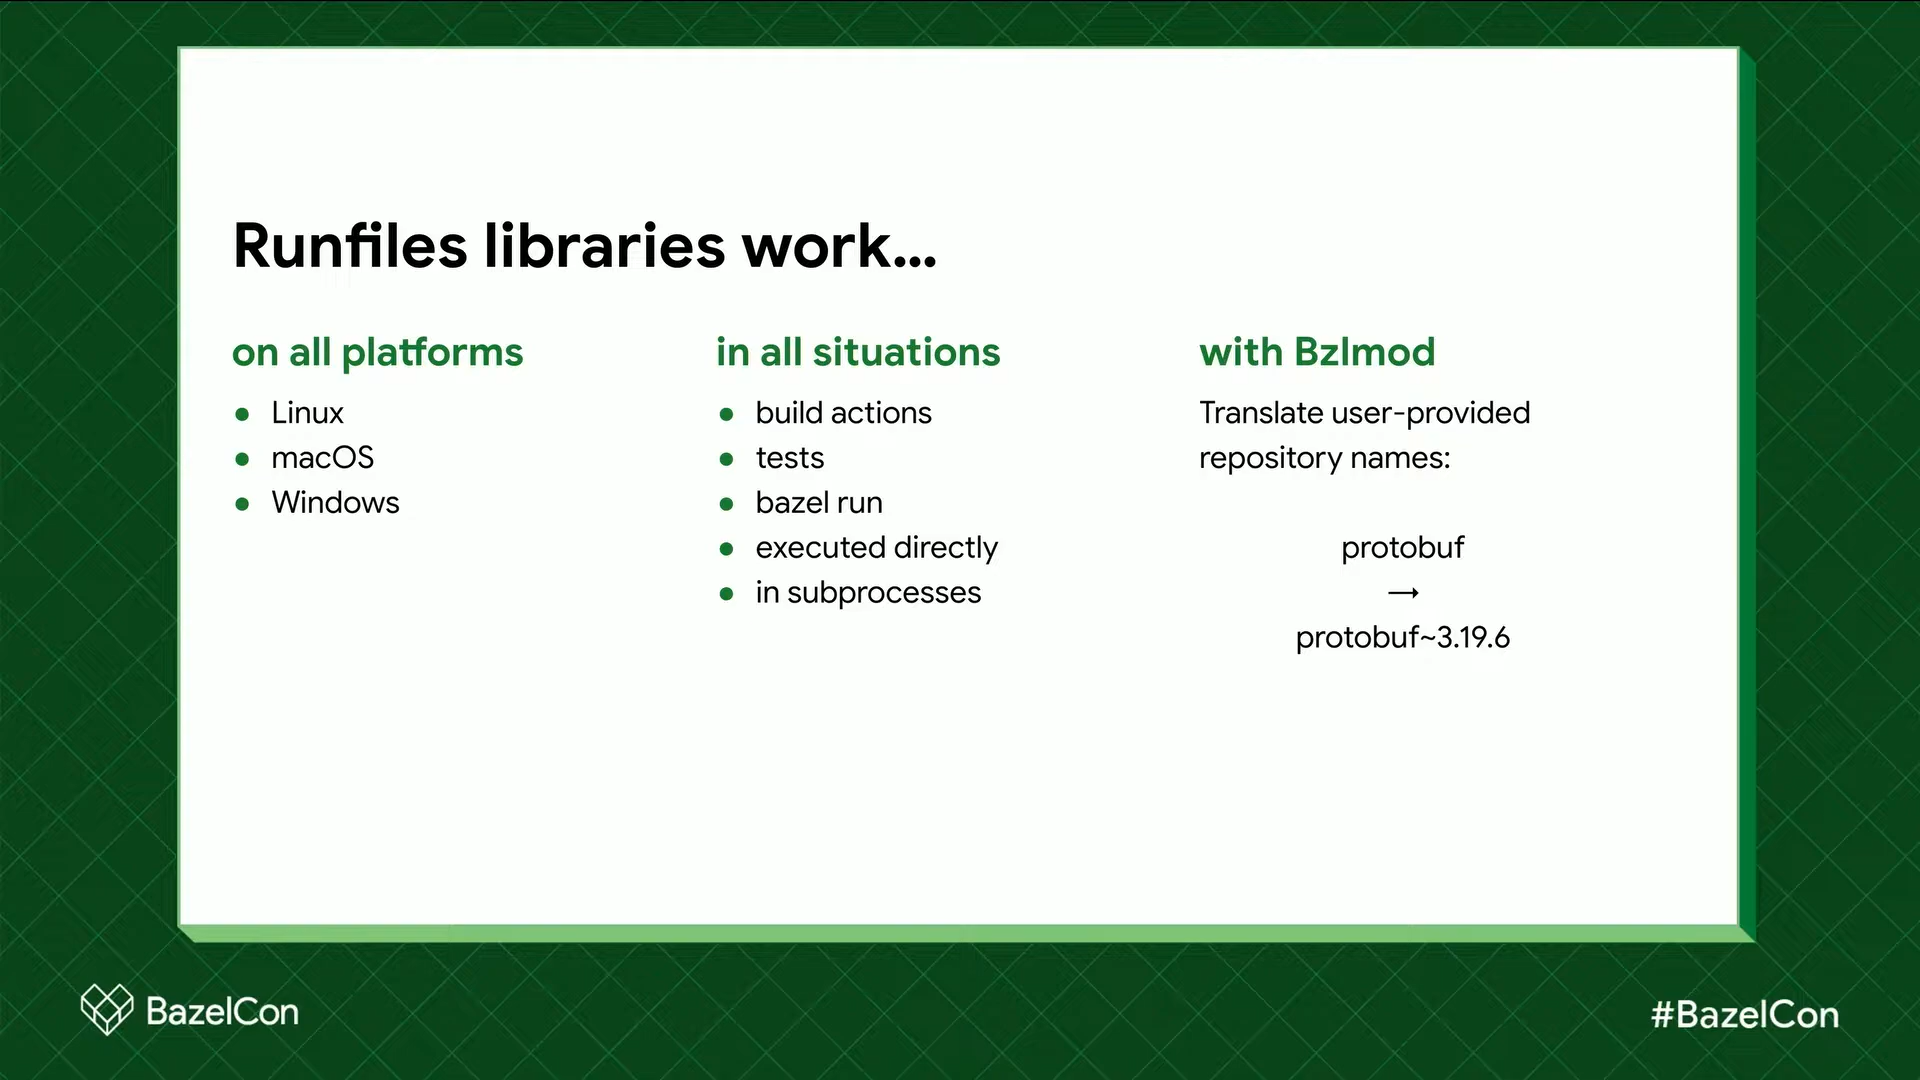 Runfiles libraries work...
on all platforms
● Linux
● macOS
● Windows
in all situations
● build actions
● tests
● bazel run
● executed directly
● in subprocesses
with Bzlmod
Translate user-provided
repository names:
protobuf
→
protobuf~3.19.6
BazelCon
#BazelCon